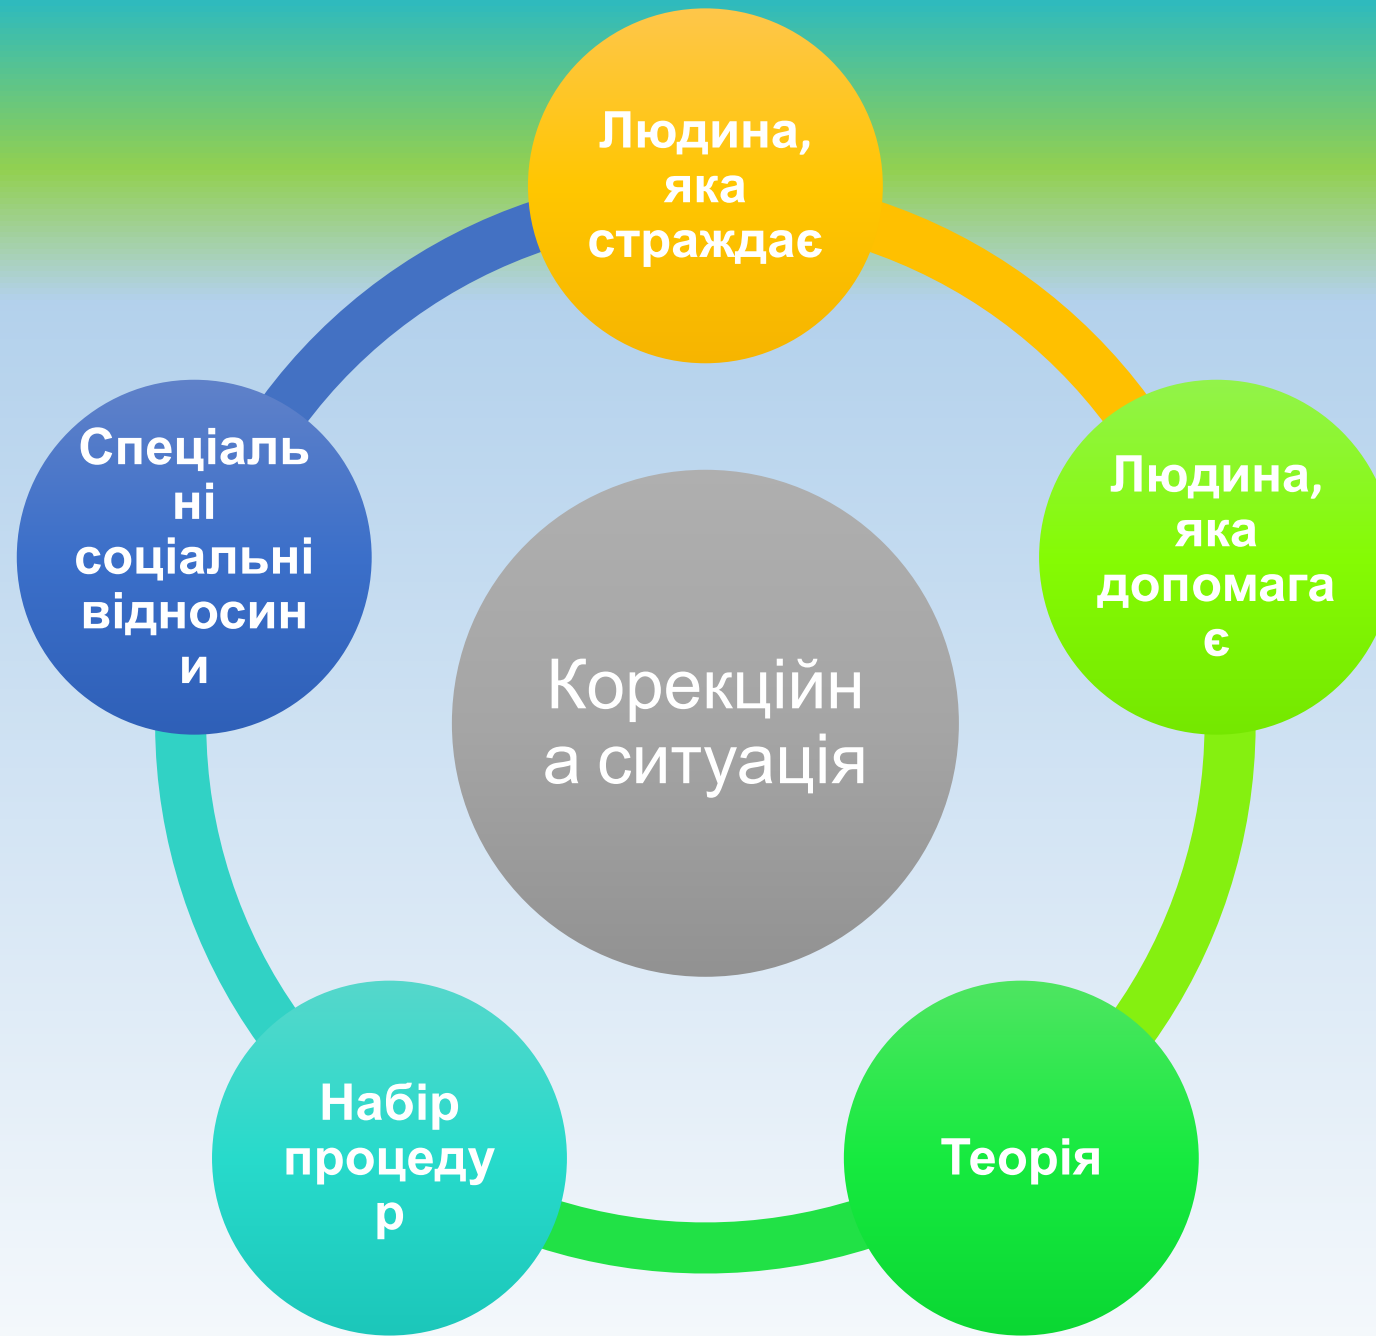 Людина,
яка
страждає
Людина,
яка
допомага
є
Теорія
Набір
процеду
р
Спеціаль
ні
соціальні
відносин
и
Корекційн
а ситуація